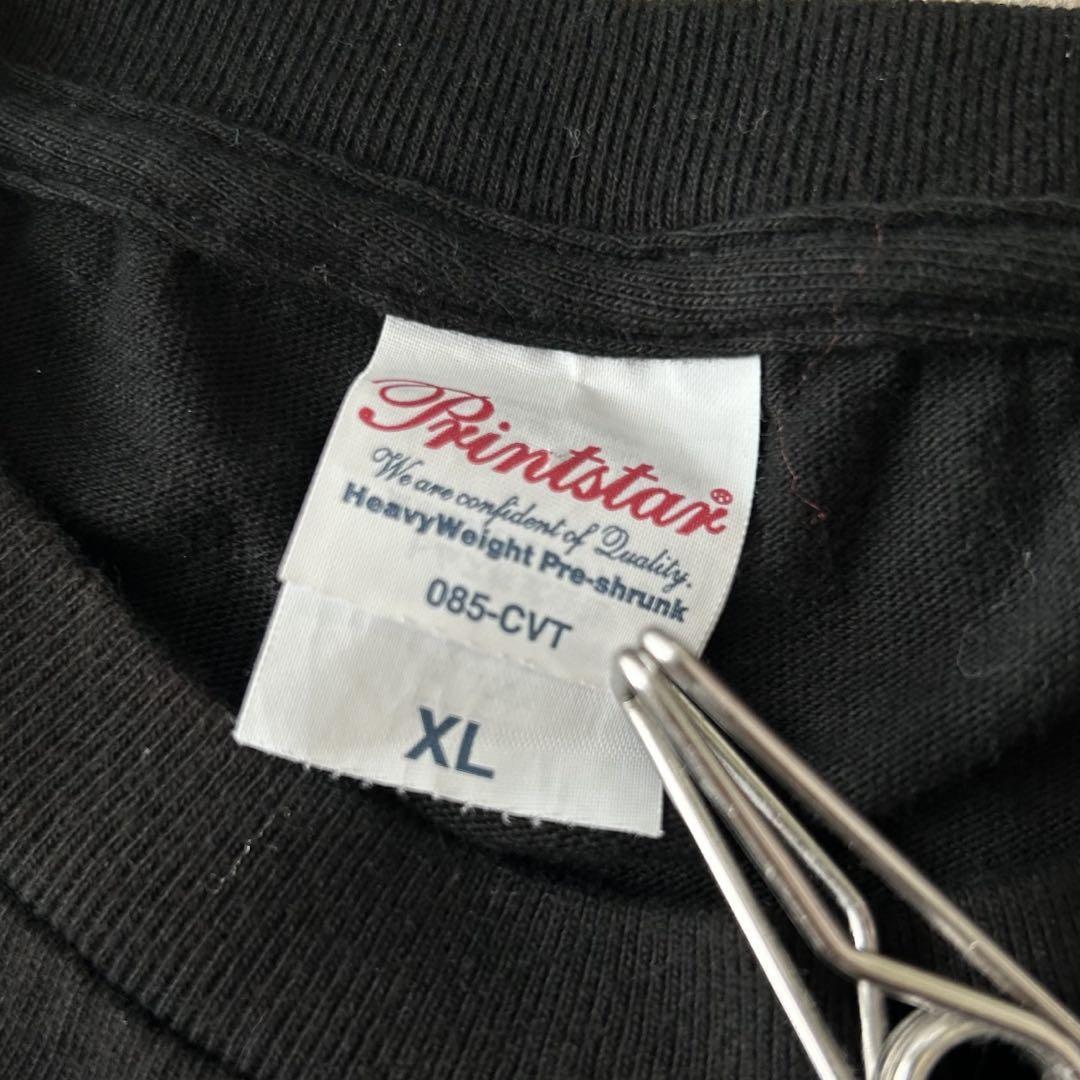 Printstar
We are confident of Quality.
HeavyWeight Pre-shrunk
085-CVT
XL